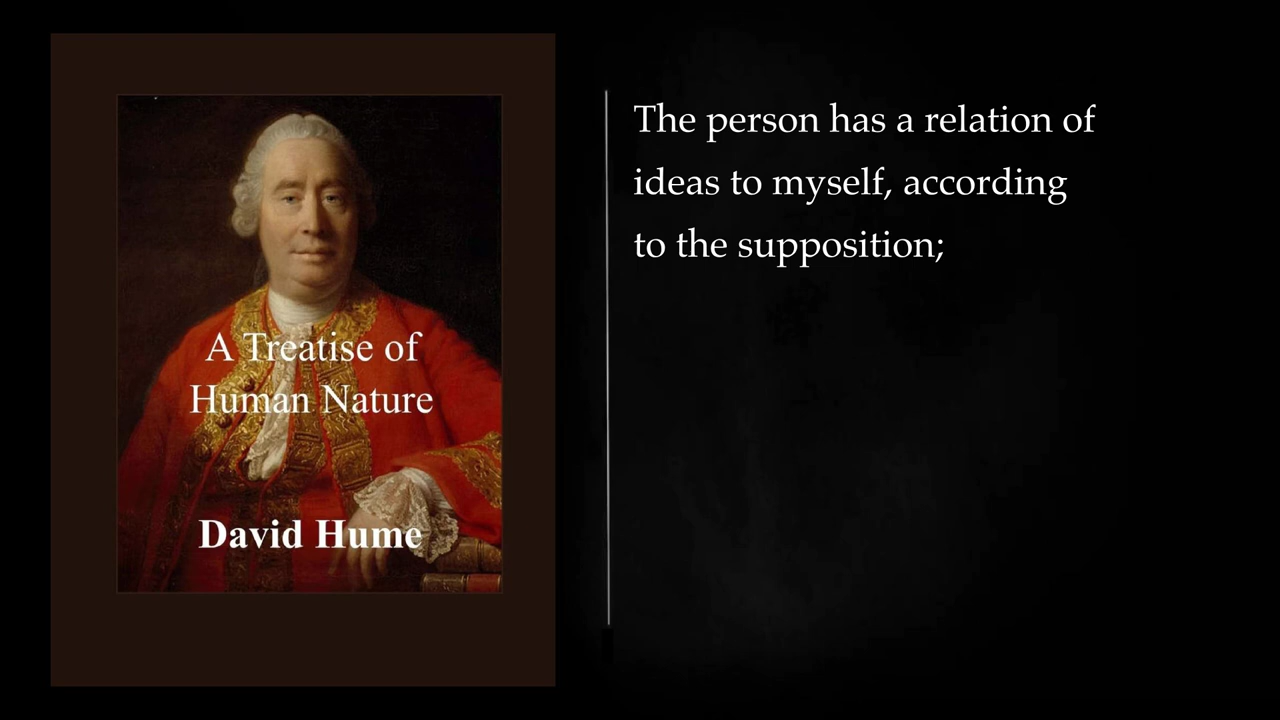 A Treatise of
Human Nature
David Hume
The person has a relation of
ideas to myself, according
to the supposition;